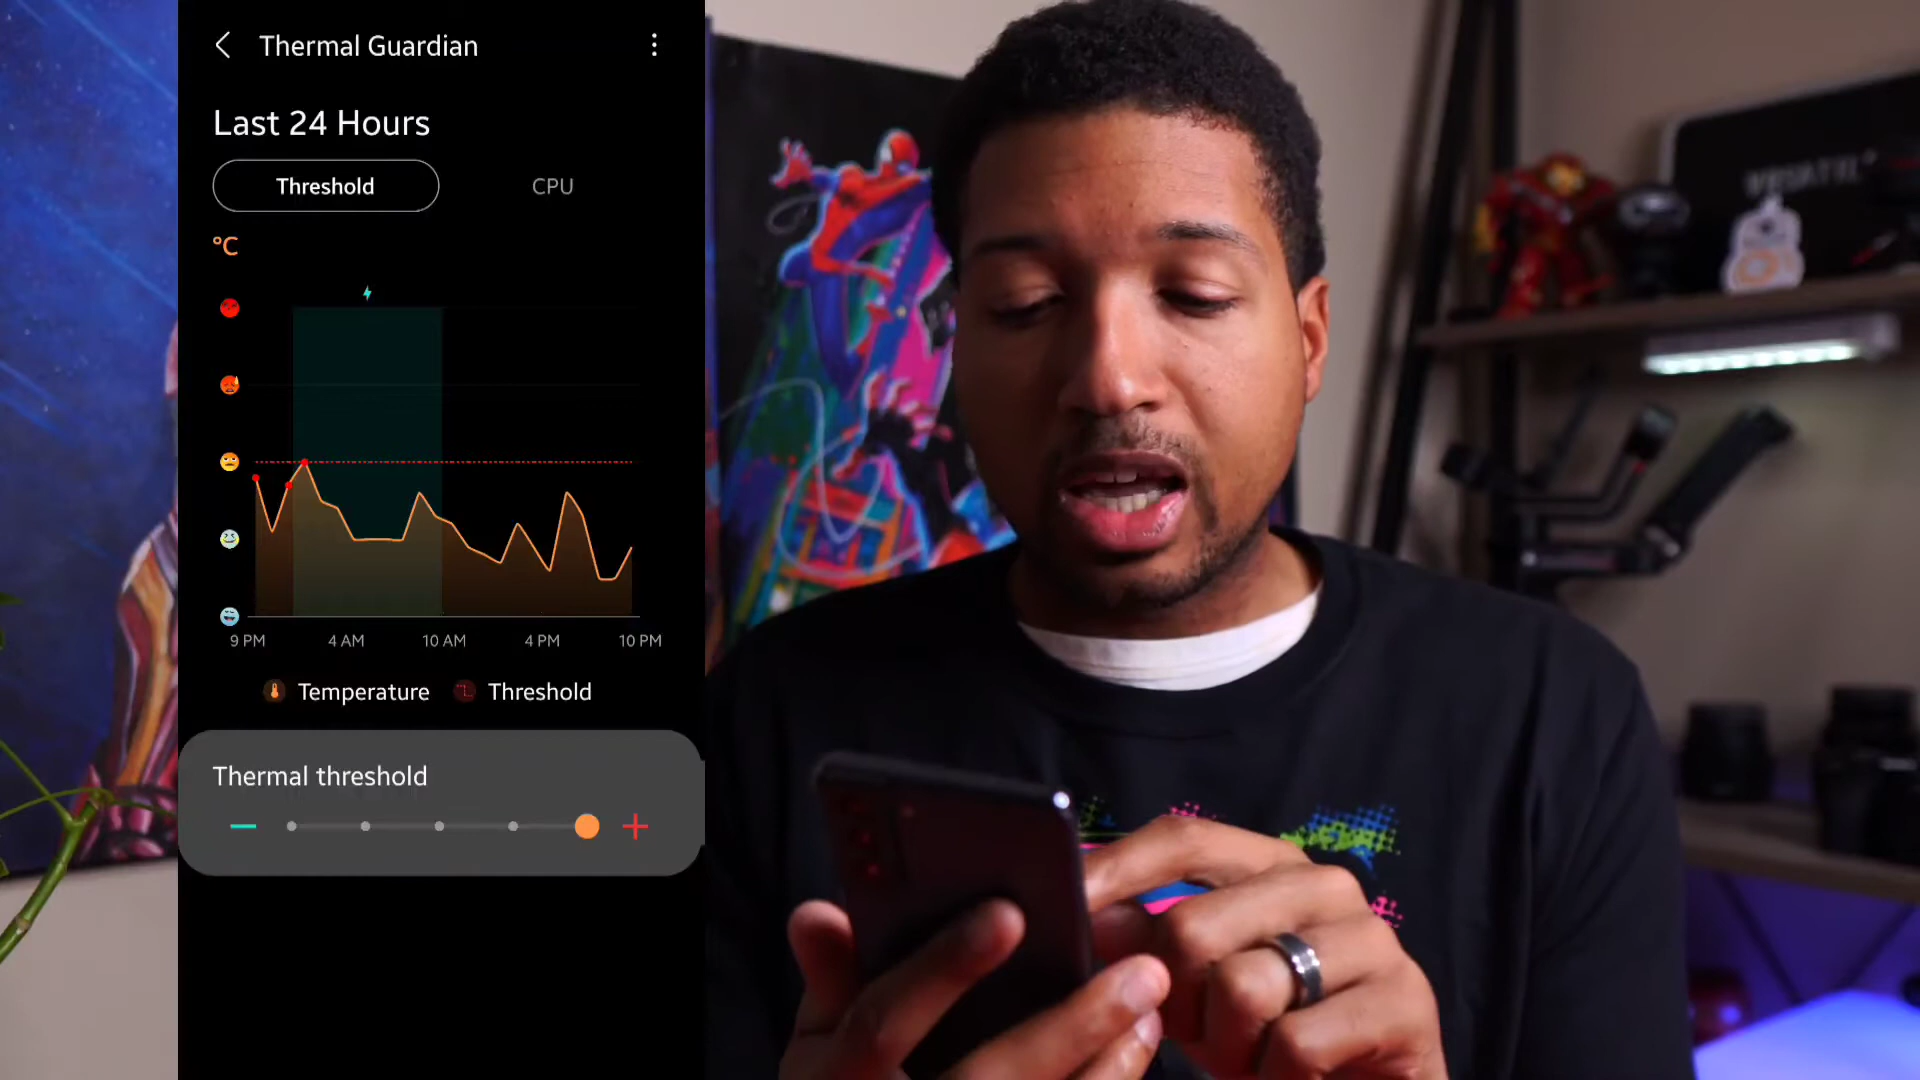 Thermal Guardian
Last 24 Hours
Threshold
CPU
°C
9 PM
4 AM
10 AM
4 PM
10 PM
Temperature
Threshold
Thermal threshold